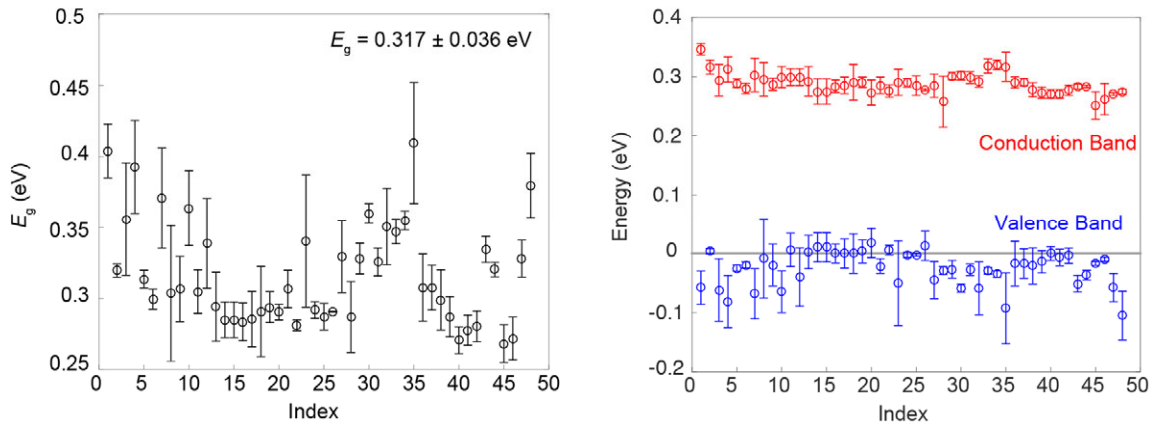 0.5
E_g = 0.317 ± 0.036 eV
0.45
0.4
E_g (eV)
0.35
0.3
0.25
0 5 10 15 20 25 30 35 40 45 50
Index
0.4
0.3
0.2
Conduction Band
Energy (eV)
0.1
Valence Band
0
-0.1
-0.2
0 5 10 15 20 25 30 35 40 45 50
Index